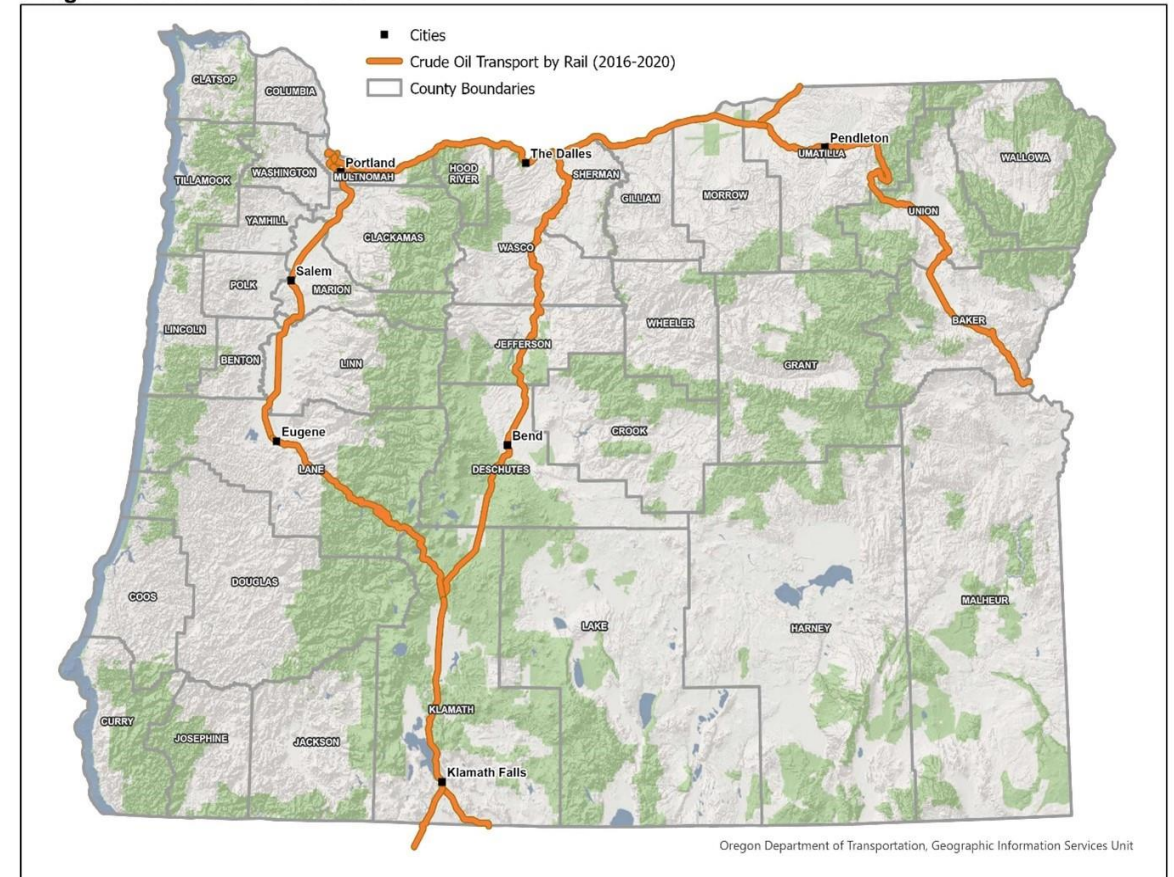 Cities
Crude Oil Transport by Rail (2016-2020)
County Boundaries
CLATSOP
COLUMBIA
Portland
The Dalles
Pendleton
WASHINGTON
MULTNOMAH
HOOD
RIVER
UMATILLA
WALLOWA
TILLAMOOK
SHERMAN
GILLIAM
MORROW
YAMHILL
CLACKAMAS
UNION
WASCO
Salem
POLK
MARION
LINCOLN
WHEELER
BAKER
JEFFERSON
BENTON
LINN
GRANT
Eugene
Bend
CROOK
LANE
DESCHUTES
DOUGLAS
COOS
LAKE
HARNEY
MALHEUR
CURRY
JOSEPHINE
JACKSON
KLAMATH
Klamath Falls
Oregon Department of Transportation, Geographic Information Services Unit